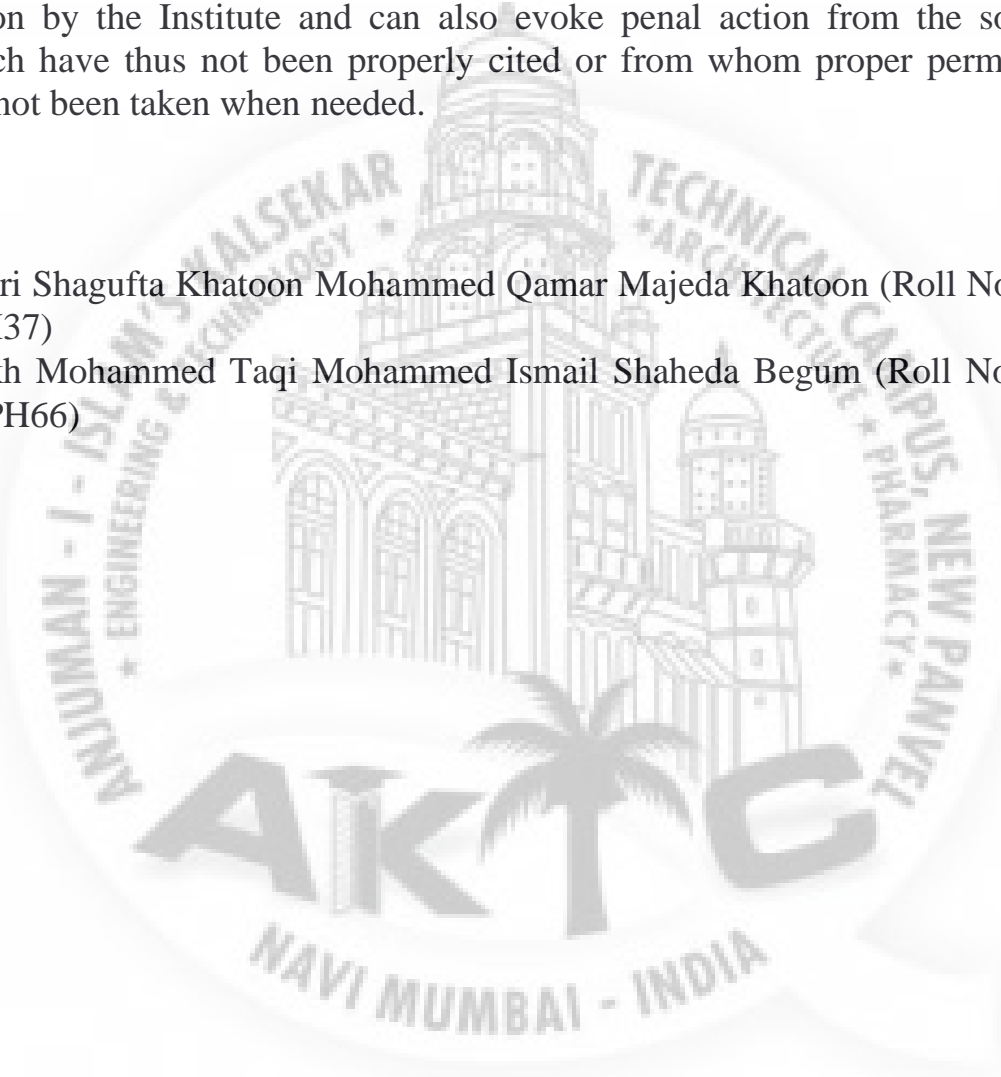 on by the Institute and can also evoke penal action from the so
ch have thus not been properly cited or from whom proper perm
not been taken when needed.
ri Shagufta Khatoon Mohammed Qamar Majeda Khatoon (Roll No
I37)
kh Mohammed Taqi Mohammed Ismail Shaheda Begum (Roll No
PH66)
ANJUMAN - I - ISLAM'S KALSEKAR TECHNICAL CAMPUS, NEW PANVEL
* ENGINEERING & TECHNOLOGY * *ARCHITECTURE * PHARMACY*
AKTC
NAVI MUMBAI - INDIA